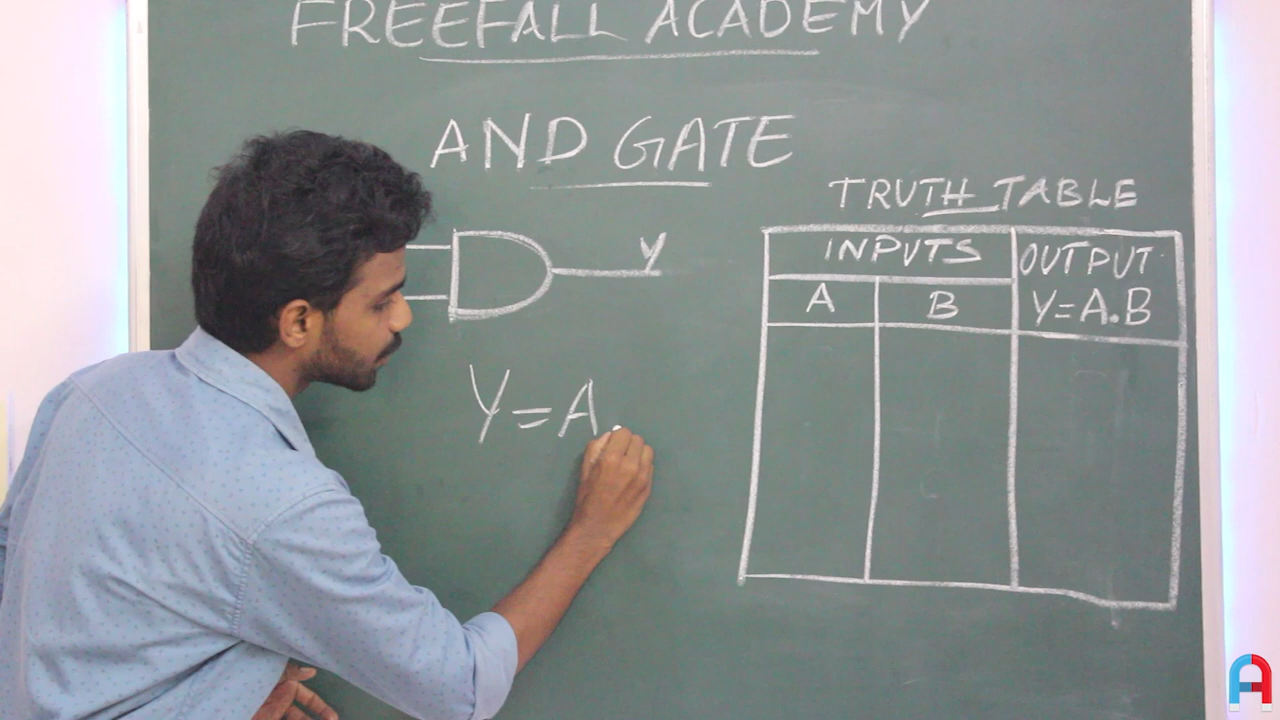 FREEFALL ACADEMY
AND GATE
Y
Y=A
TRUTH TABLE
INPUTS
OUTPUT
A
B
Y=A.B